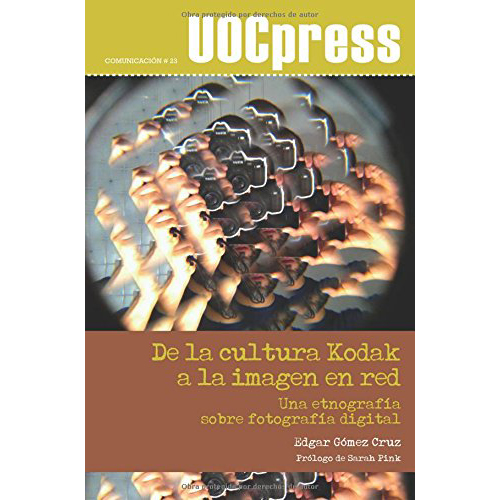 Obra protegida por derechos de autor
UOCpress
COMUNICACIÓN # 23
De la cultura Kodak
a la imagen en red
Una etnografía
sobre fotografía digital
Edgar Gómez Cruz
Prólogo de Sarah Pink
Obra protegida por derechos de autor